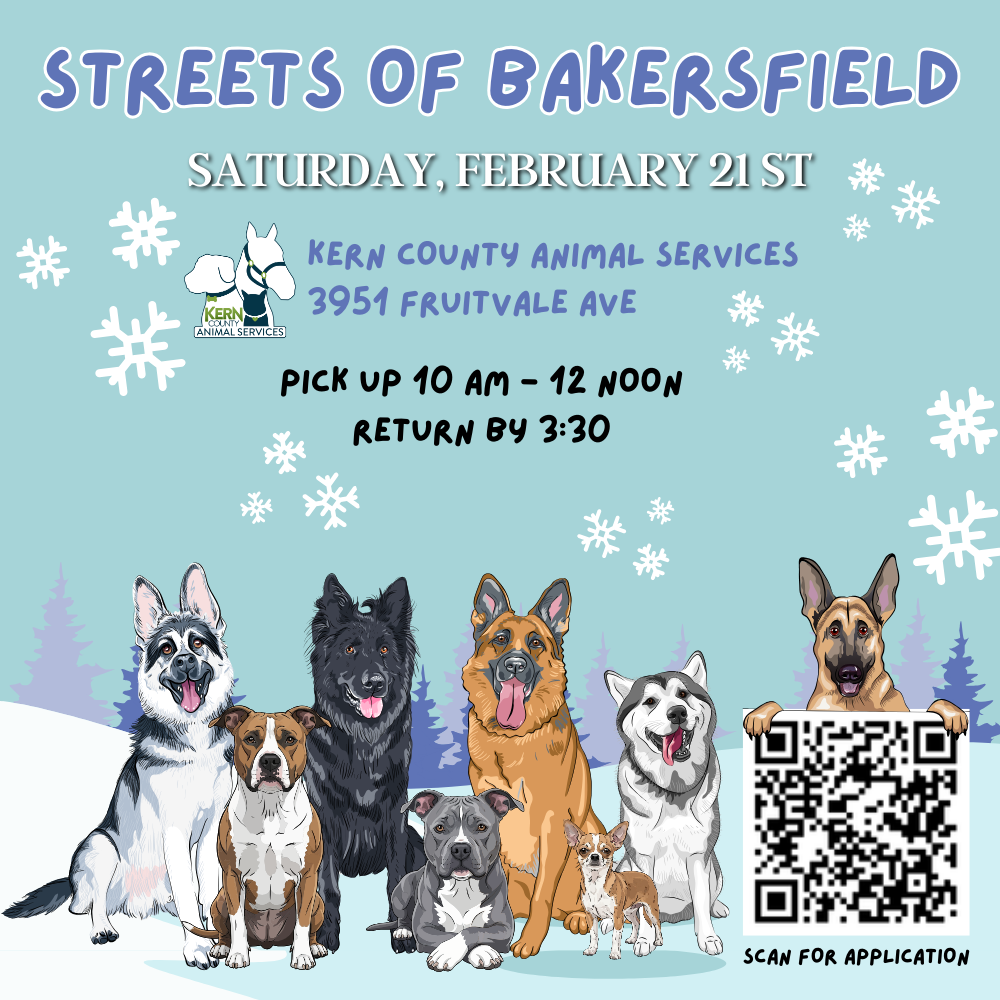 STREETS OF BAKERSFIELD
SATURDAY, FEBRUARY 21 ST
KERN COUNTY ANIMAL SERVICES
3951 FRUITVALE AVE
KERN
COUNTY
ANIMAL SERVICES
PICK UP 10 AM - 12 NOON
RETURN BY 3:30
SCAN FOR APPLICATION